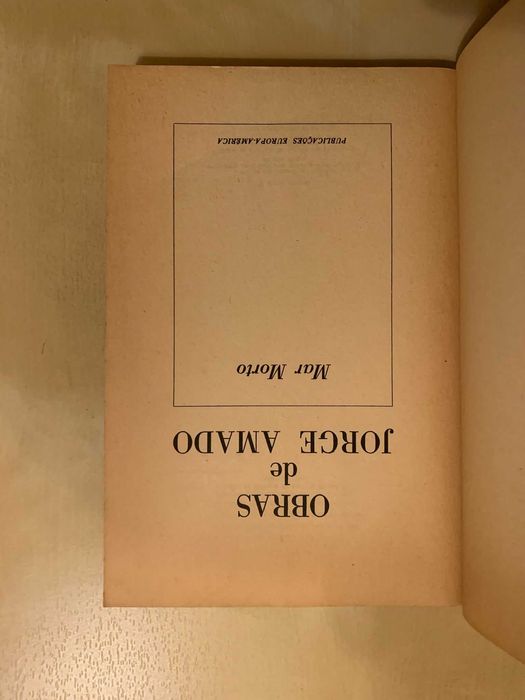 OBRAS
de
JORGE AMADO
Mar Morto
PUBLICAÇÕES EUROPA-AMÉRICA